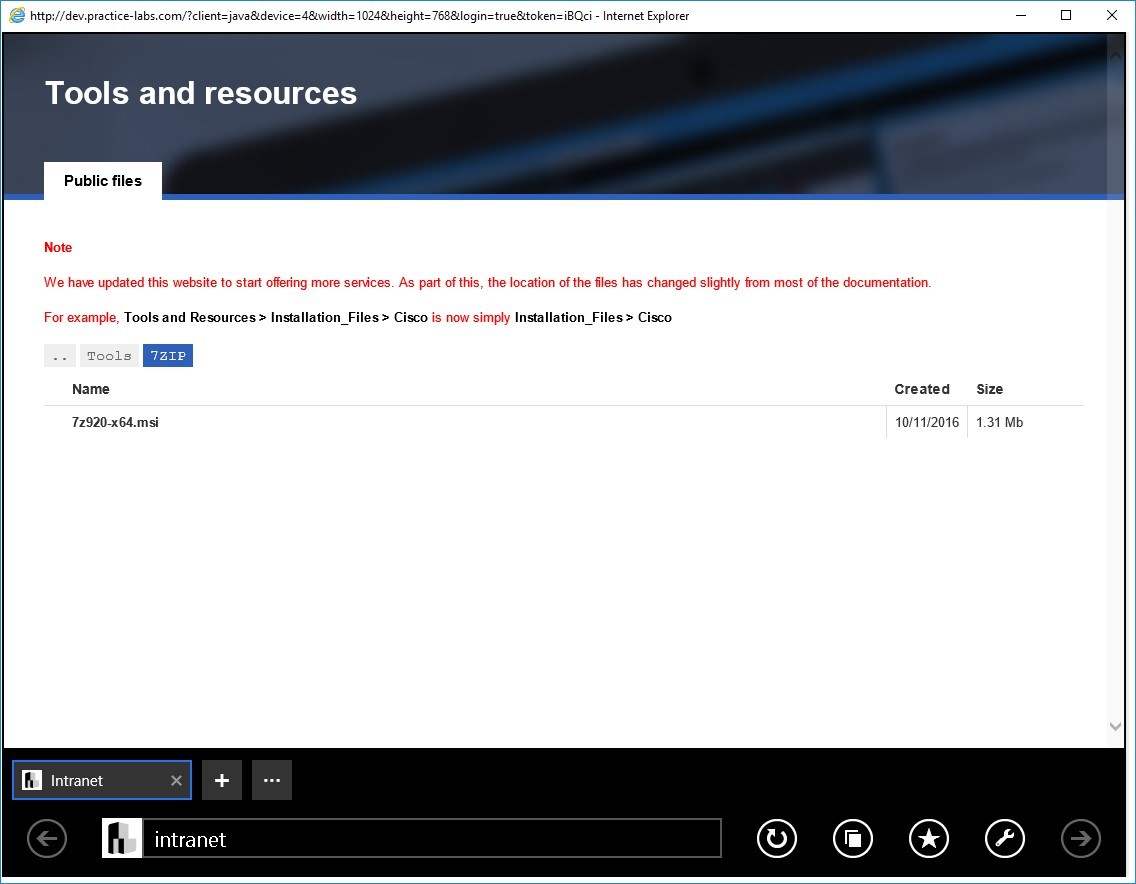 http://dev.practice-labs.com/?client=java&device=4&width=1024&height=768&login=true&token=iBQci - Internet Explorer
Tools and resources
Public files
Note
We have updated this website to start offering more services. As part of this, the location of the files has changed slightly from most of the documentation.
For example, Tools and Resources > Installation_Files > Cisco is now simply Installation_Files > Cisco
.. Tools 7ZIP
Name Created Size
7z920-x64.msi 10/11/2016 1.31 Mb
Intranet
intranet